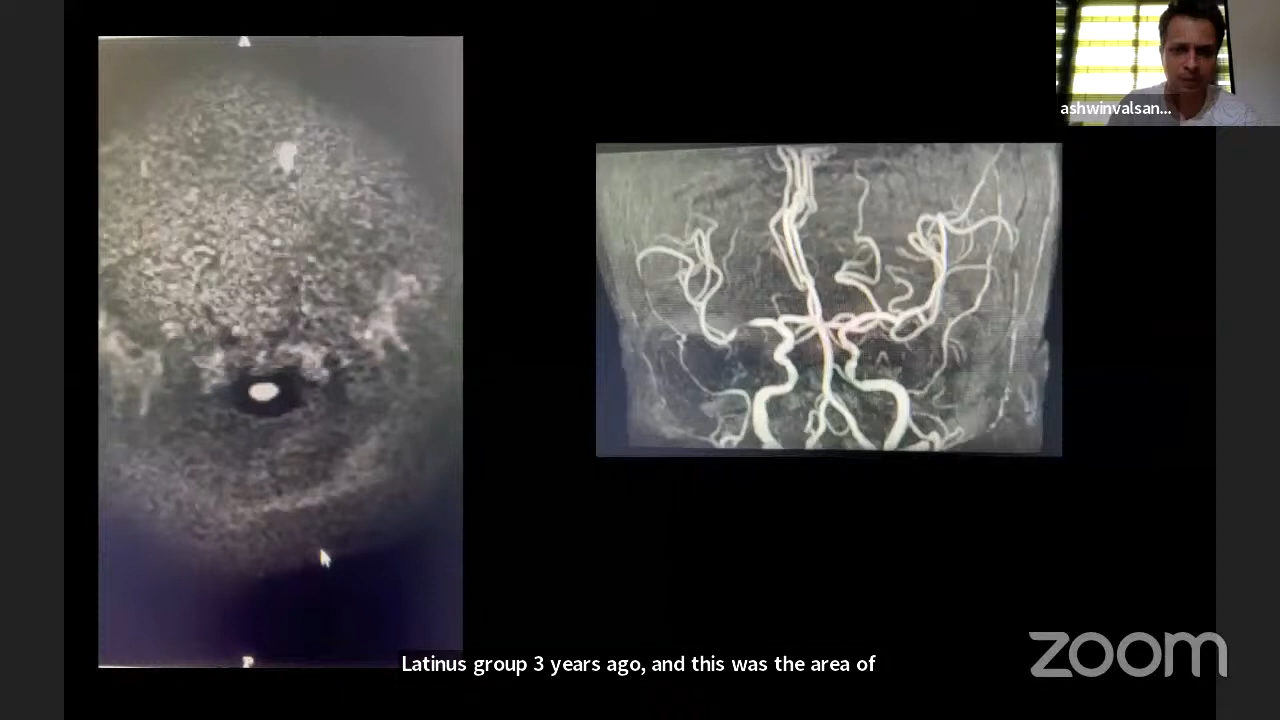 A
ashwinvalsan...
P
Latinus group 3 years ago, and this was the area of
zoom